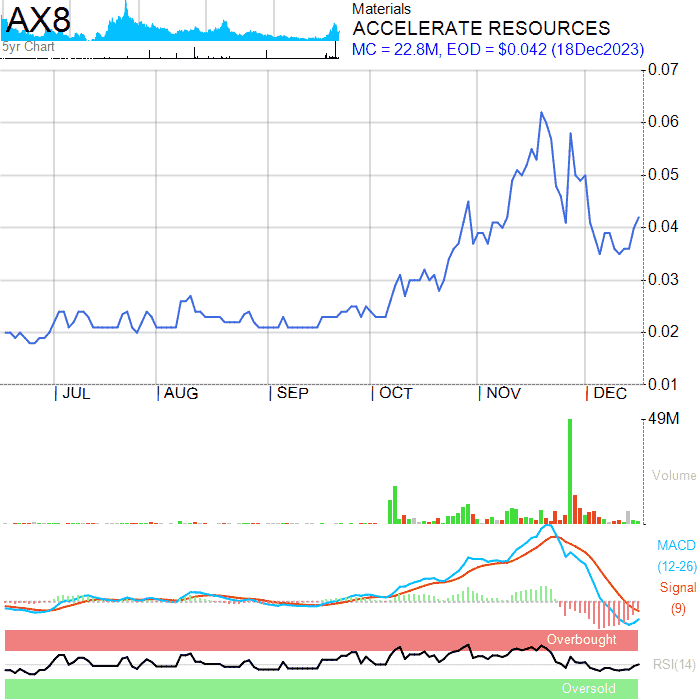 AX8
5yr Chart
Materials
ACCELERATE RESOURCES
MC = 22.8M, EOD = $0.042 (18Dec2023)
0.07
0.06
0.05
0.04
0.03
0.02
0.01
JUL AUG SEP OCT NOV DEC
49M
Volume
MACD
(12-26)
Signal
(9)
Overbought
RSI(14)
Oversold